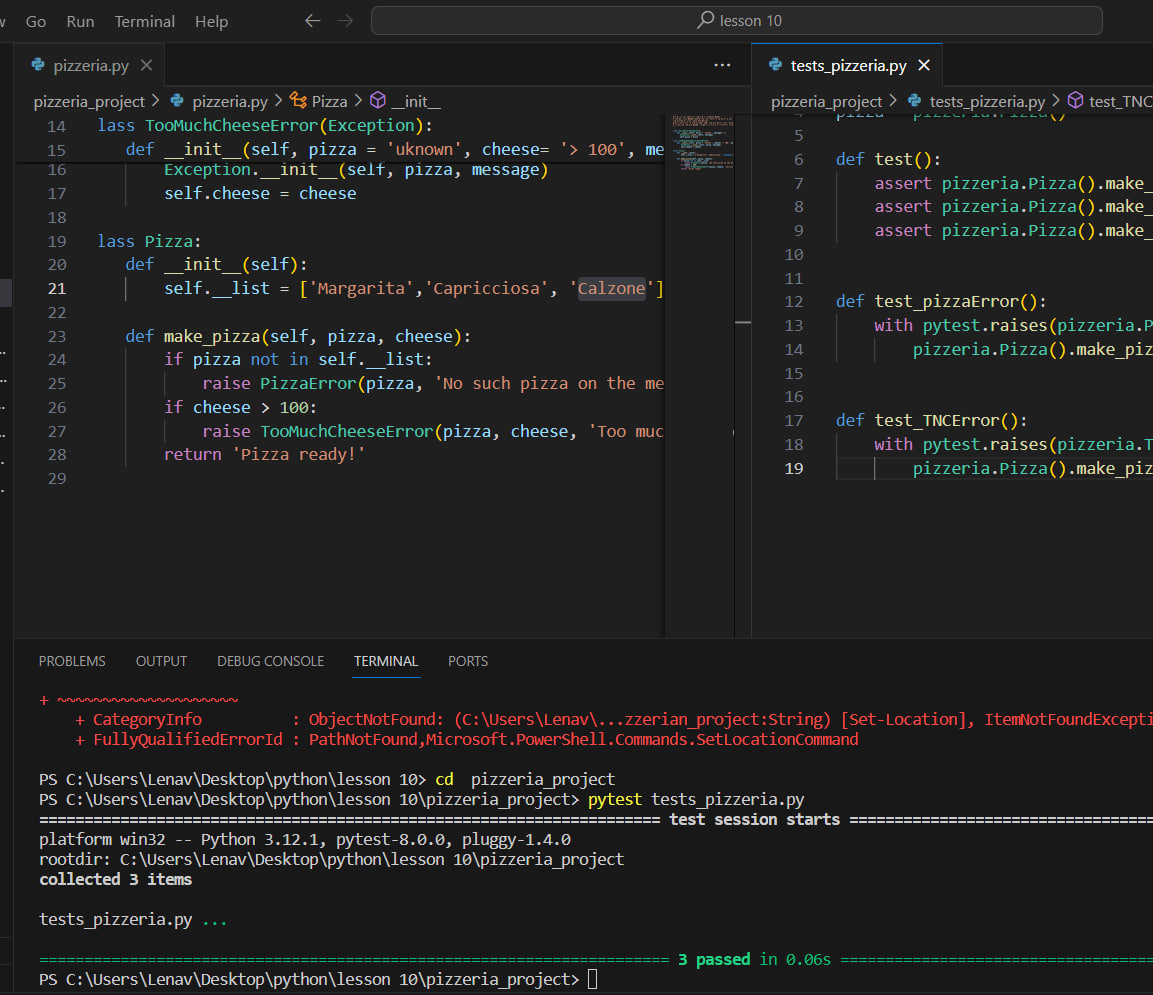 Go Run Terminal Help
lesson 10
pizzeria.py
pizzeria_project > pizzeria.py > Pizza > __init__
14 lass TooMuchCheeseError(Exception):
15 def __init__(self, pizza = 'uknown', cheese= '> 100', me
16 Exception.__init__(self, pizza, message)
17 self.cheese = cheese
18
19 lass Pizza:
20 def __init__(self):
21 self.__list = ['Margarita','Capricciosa', 'Calzone']
22
23 def make_pizza(self, pizza, cheese):
24 if pizza not in self.__list:
25 raise PizzaError(pizza, 'No such pizza on the me
26 if cheese > 100:
27 raise TooMuchCheeseError(pizza, cheese, 'Too muc
28 return 'Pizza ready!'
29
tests_pizzeria.py
pizzeria_project > tests_pizzeria.py > test_TNC
4 pizza = pizzeria.Pizza()
5
6 def test():
7 assert pizzeria.Pizza().make_
8 assert pizzeria.Pizza().make_
9 assert pizzeria.Pizza().make_
10
11
12 def test_pizzaError():
13 with pytest.raises(pizzeria.P
14 pizzeria.Pizza().make_piz
15
16
17 def test_TNCError():
18 with pytest.raises(pizzeria.T
19 pizzeria.Pizza().make_piz
PROBLEMS OUTPUT DEBUG CONSOLE TERMINAL PORTS
+ ~~~~~~~~~~~~~~~~~~~~
+ CategoryInfo : ObjectNotFound: (C:\Users\Lenav\...zzerian_project:String) [Set-Location], ItemNotFoundExcepti
+ FullyQualifiedErrorId : PathNotFound,Microsoft.PowerShell.Commands.SetLocationCommand
PS C:\Users\Lenav\Desktop\python\lesson 10> cd  pizzeria_project
PS C:\Users\Lenav\Desktop\python\lesson 10\pizzeria_project> pytest tests_pizzeria.py
===================================================================== test session starts ==================================
platform win32 -- Python 3.12.1, pytest-8.0.0, pluggy-1.4.0
rootdir: C:\Users\Lenav\Desktop\python\lesson 10\pizzeria_project
collected 3 items
tests_pizzeria.py ...
====================================================================== 3 passed in 0.06s ===================================
PS C:\Users\Lenav\Desktop\python\lesson 10\pizzeria_project>